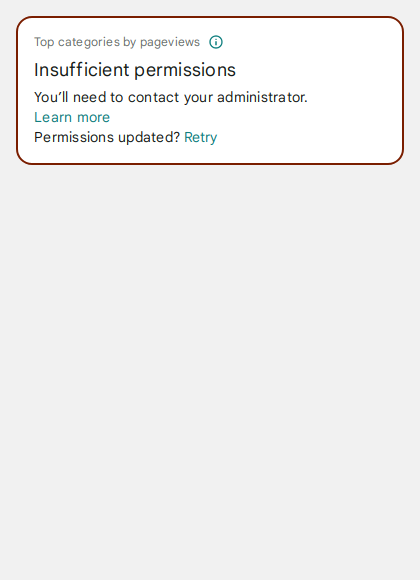 Top categories by pageviews
Insufficient permissions
You’ll need to contact your administrator.
Learn more
Permissions updated? Retry